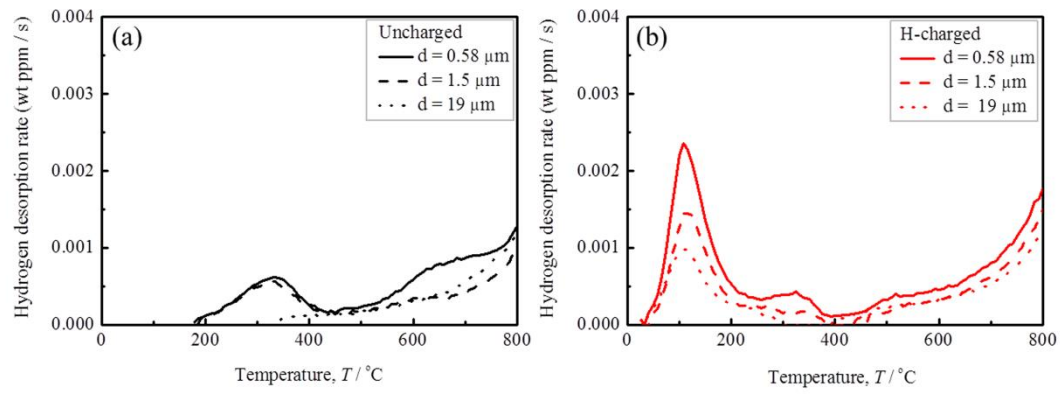 (a)
Uncharged
d = 0.58 µm
d = 1.5 µm
d = 19 µm
Hydrogen desorption rate (wt ppm / s)
0.004
0.003
0.002
0.001
0.000
0
200
400
600
800
Temperature, T / °C
(b)
H-charged
d = 0.58 µm
d = 1.5 µm
d = 19 µm
Hydrogen desorption rate (wt ppm / s)
0.004
0.003
0.002
0.001
0.000
0
200
400
600
800
Temperature, T / °C